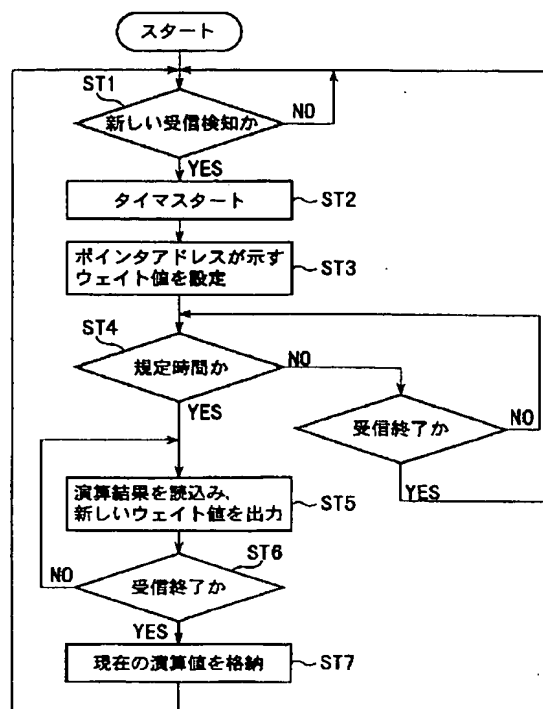 スタート
ST1
新しい受信検知か
NO
YES
タイマスタート
ST2
ポインタアドレスが示す
ウェイト値を設定
ST3
ST4
規定時間か
NO
YES
受信終了か
NO
YES
演算結果を読込み、
新しいウェイト値を出力
ST5
ST6
NO
受信終了か
YES
現在の演算値を格納
ST7